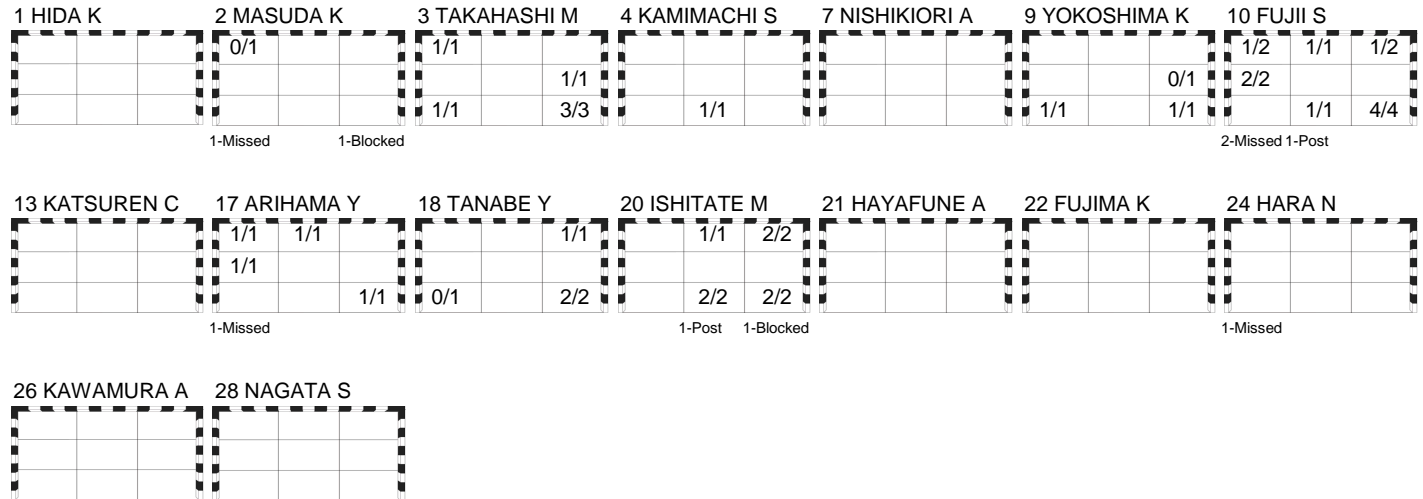 1 HIDA K 2 MASUDA K 3 TAKAHASHI M 4 KAMIMACHI S 7 NISHIKIORI A 9 YOKOSHIMA K 10 FUJII S
0/1 1/1 1/2 1/1 1/2
1/1 0/1 2/2
1/1 3/3 1/1 1/1 1/1 1/1 4/4
1-Missed 1-Blocked 2-Missed 1-Post
13 KATSUREN C 17 ARIHAMA Y 18 TANABE Y 20 ISHITATE M 21 HAYAFUNE A 22 FUJIMA K 24 HARA N
1/1 1/1 1/1 1/1 2/2
1/1
1/1 0/1 2/2 2/2 2/2
1-Missed 1-Post 1-Blocked 1-Missed
26 KAWAMURA A 28 NAGATA S